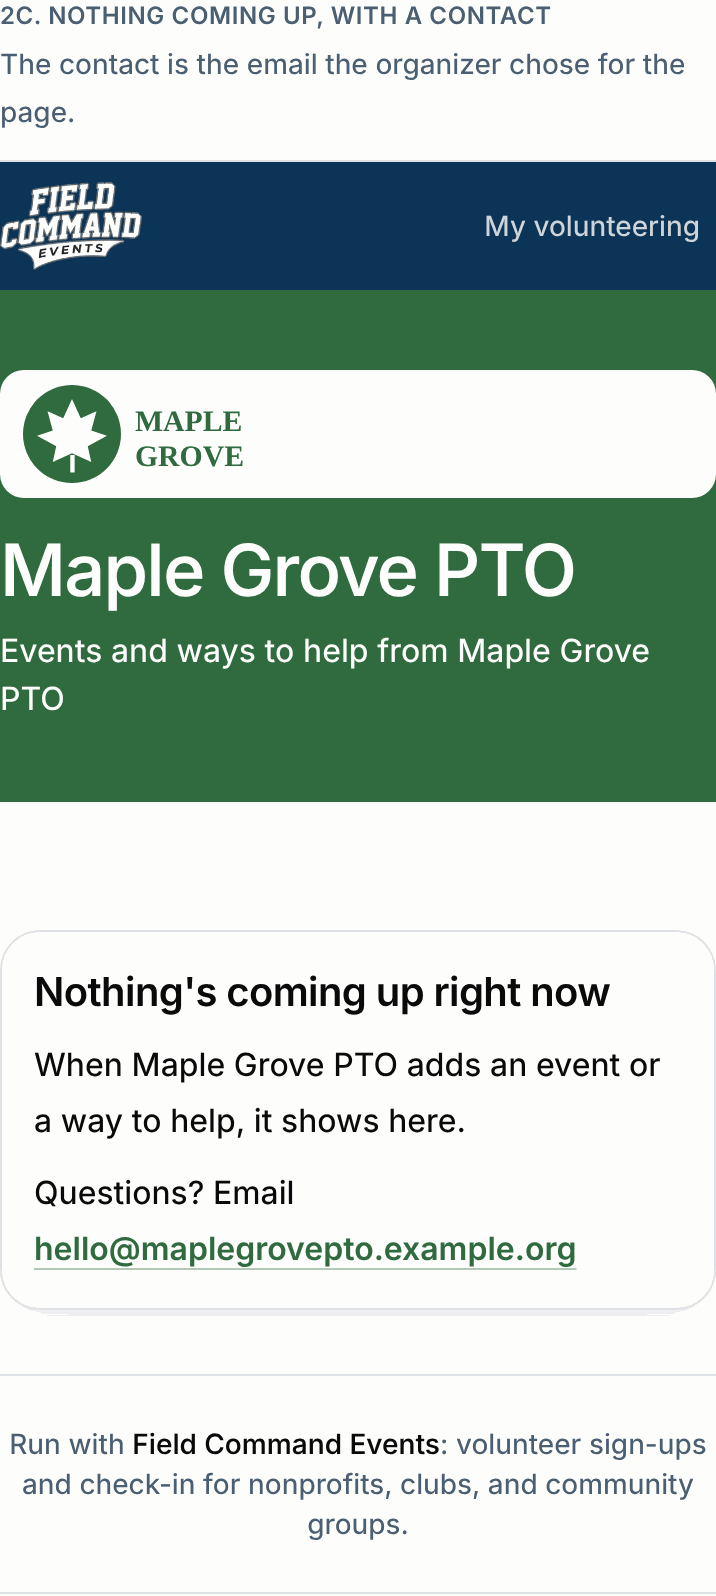 2C. NOTHING COMING UP, WITH A CONTACT
The contact is the email the organizer chose for the
page.
FIELD
COMMAND
EVENTS
My volunteering
MAPLE
GROVE
Maple Grove PTO
Events and ways to help from Maple Grove
PTO
Nothing's coming up right now
When Maple Grove PTO adds an event or
a way to help, it shows here.
Questions? Email
hello@maplegrovepto.example.org
Run with Field Command Events: volunteer sign-ups
and check-in for nonprofits, clubs, and community
groups.